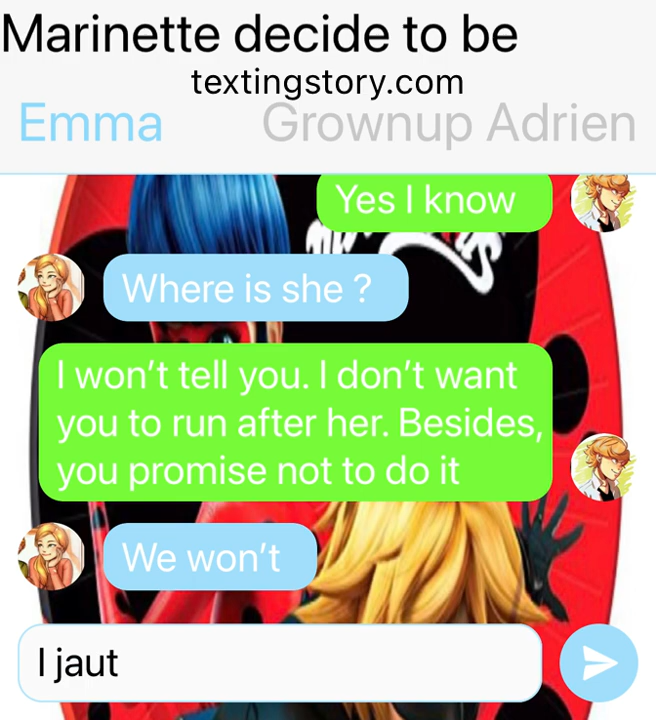 Marinette decide to be
textingstory.com
Emma
Grownup Adrien
Yes I know
Where is she ?
I won't tell you. I don't want
you to run after her. Besides,
you promise not to do it
We won't
I jaut